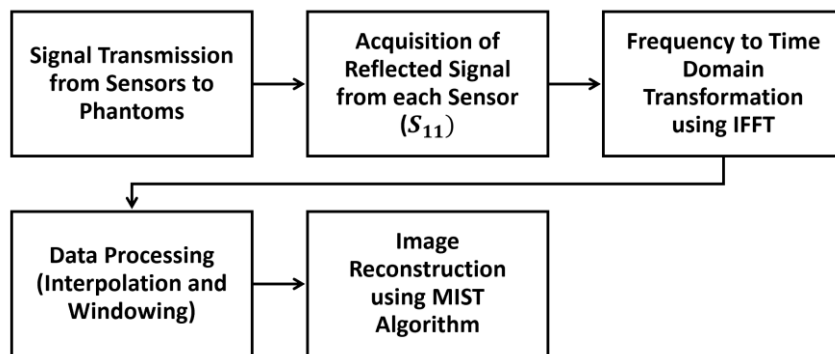 Signal Transmission
from Sensors to
Phantoms
Acquisition of
Reflected Signal
from each Sensor
(S₁₁)
Frequency to Time
Domain
Transformation
using IFFT
Data Processing
(Interpolation and
Windowing)
Image
Reconstruction
using MIST
Algorithm